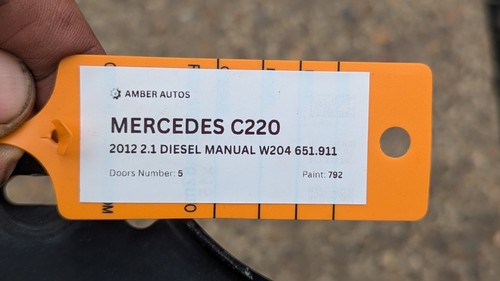 AMBER AUTOS
MERCEDES C220
2012 2.1 DIESEL MANUAL W204 651.911
Doors Number: 5 Paint: 792